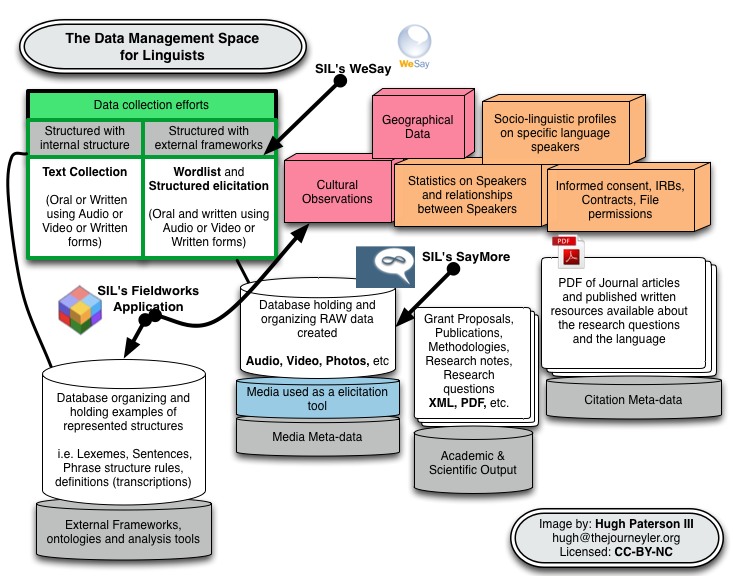 The Data Management Space
for Linguists
WeSay
SIL's WeSay
Data collection efforts
Structured with
internal structure
Structured with
external frameworks
Text Collection
(Oral or Written
using Audio or
Video or Written
forms)
Wordlist and
Structured elicitation
(Oral and written using
Audio or Video or
Written forms)
Geographical
Data
Socio-linguistic profiles
on specific language
speakers
Cultural
Observations
Statistics on Speakers
and relationships
between Speakers
Informed consent, IRBs,
Contracts, File
permissions
SIL's Fieldworks
Application
SIL's SayMore
PDF
Database holding and
organizing RAW data
created
Audio, Video, Photos, etc
Media used as a elicitation
tool
Media Meta-data
Grant Proposals,
Publications,
Methodologies,
Research notes,
Research
questions
XML, PDF, etc.
Academic &
Scientific Output
PDF of Journal articles
and published written
resources available about
the research questions
and the language
Citation Meta-data
Database organizing and
holding examples of
represented structures
i.e. Lexemes, Sentences,
Phrase structure rules,
definitions (transcriptions)
External Frameworks,
ontologies and analysis tools
Image by: Hugh Paterson III
hugh@thejourneyler.org
Licensed: CC-BY-NC